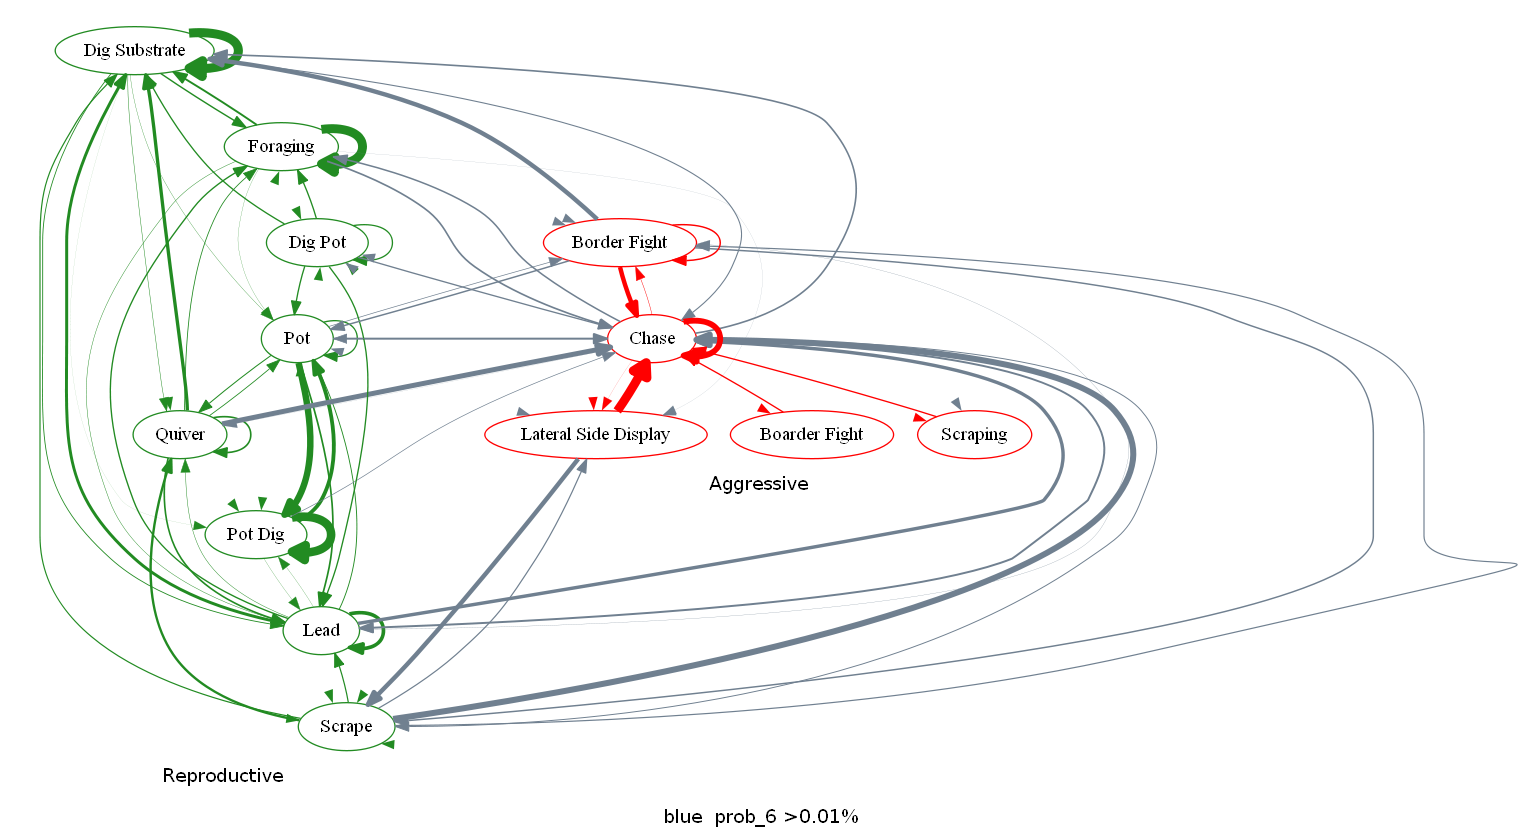 Dig Substrate
Foraging
Dig Pot
Border Fight
Pot
Chase
Quiver
Lateral Side Display
Boarder Fight
Scraping
Aggressive
Pot Dig
Lead
Scrape
Reproductive
blue prob_6 >0.01%